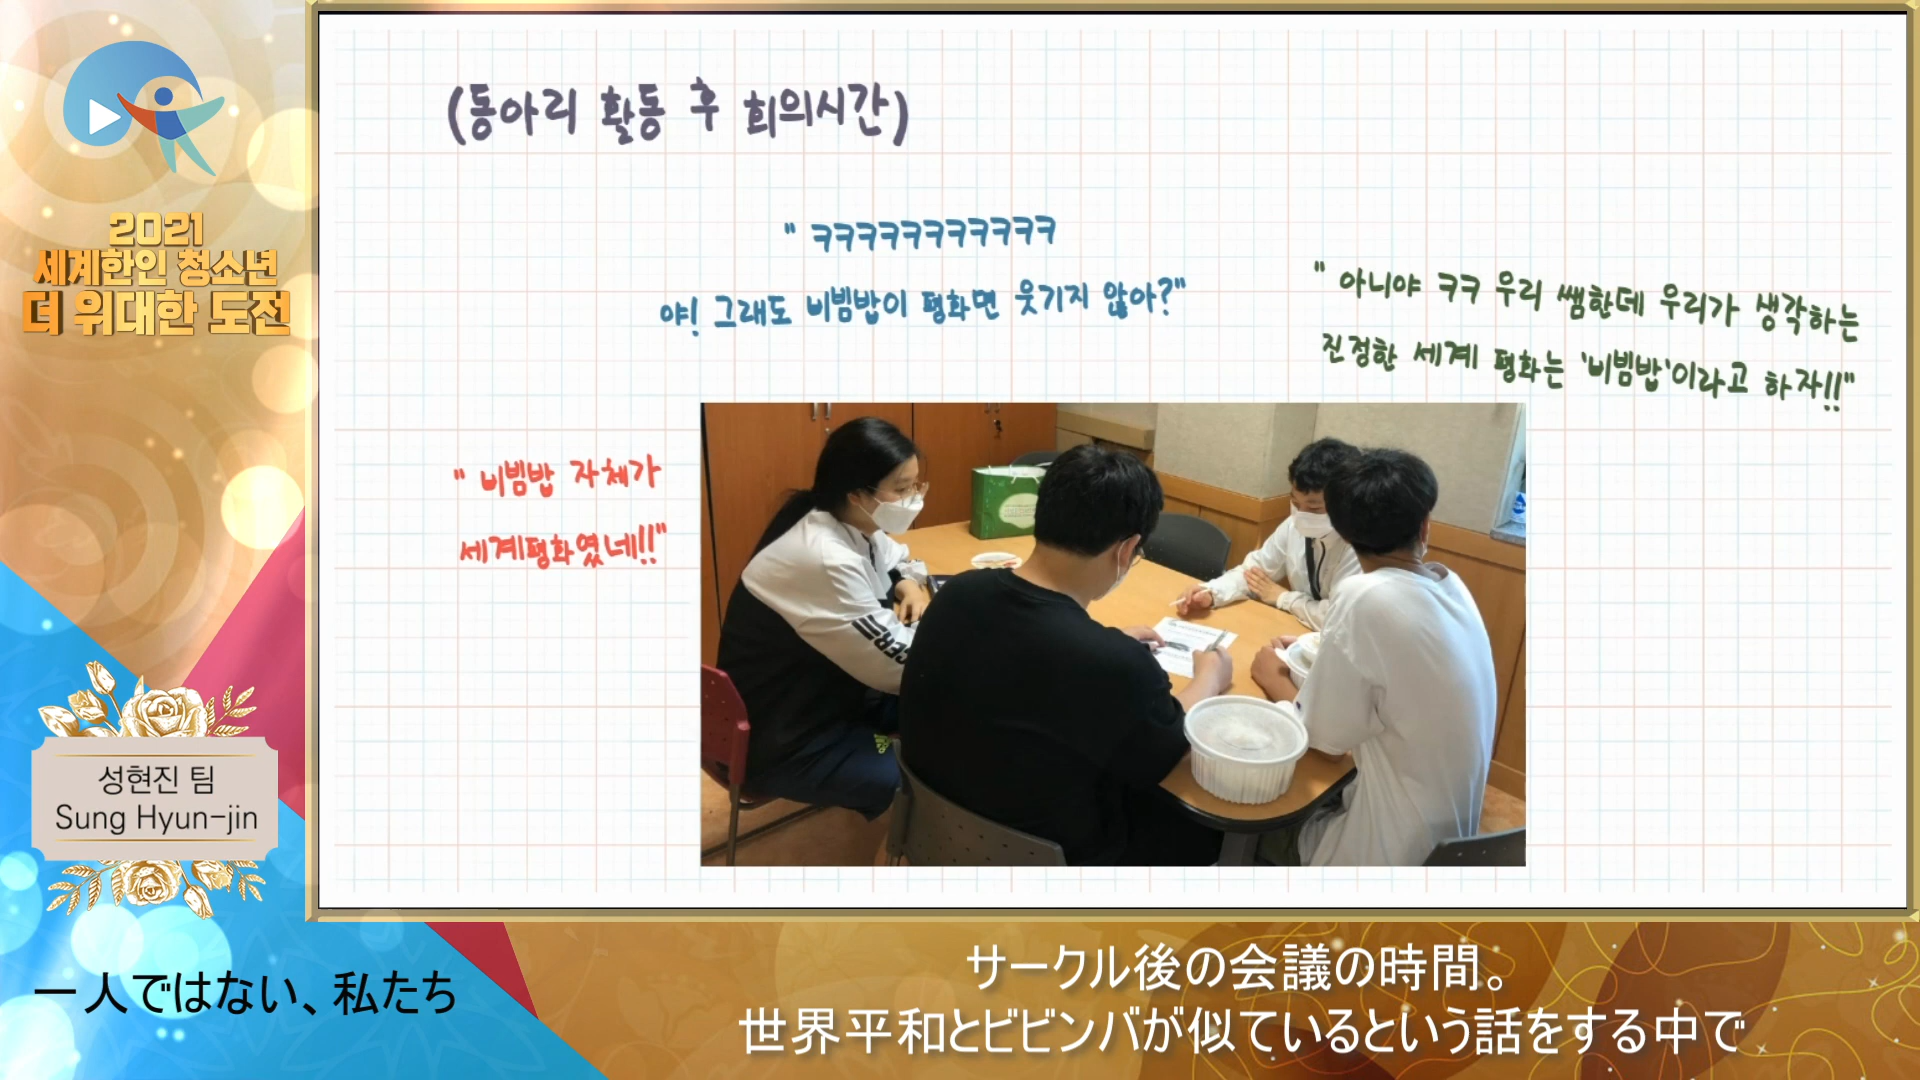 2021
세계한인 청소년
더 위대한 도전
성현진 팀
Sung Hyun-jin
(동아리 활동 후 회의시간)
" ㅋㅋㅋㅋㅋㅋㅋㅋㅋㅋㅋ
야! 그래도 비빔밥이 평화면 웃기지 않아?"
" 아니야 ㅋㅋ 우리 쌤한데 우리가 생각하는
진정한 세계 평화는 '비빔밥'이라고 하자!!"
" 비빔밥 자체가
세계평화였네!!"
一人ではない、私たち
サークル後の会議の時間。
世界平和とビビンバが似ているという話をする中で